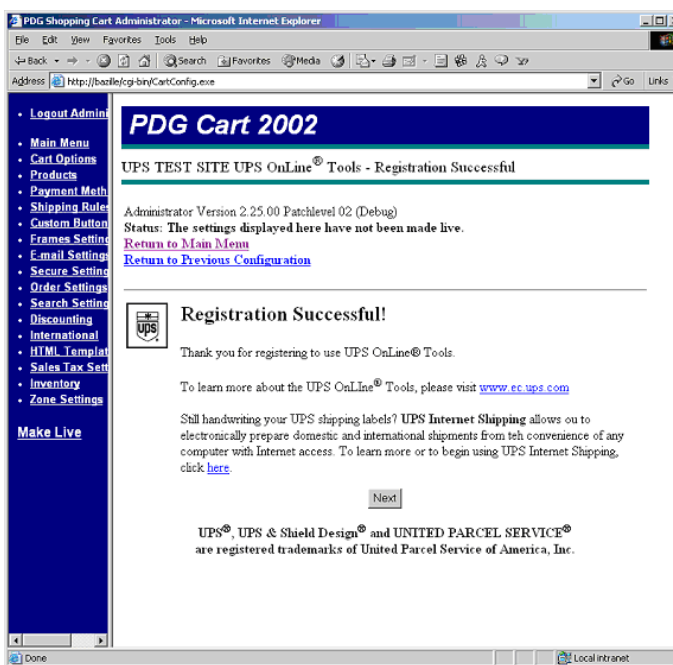 PDG Shopping Cart Administrator - Microsoft Internet Explorer
File Edit View Favorites Tools Help
Back Search Favorites Media
Address http://bazille/cgi-bin/CartConfig.exe Go Links
Logout Admini
Main Menu
Cart Options
Products
Payment Meth
Shipping Rule
Custom Button
Frames Setting
E-mail Settings
Secure Setting
Order Settings
Search Setting
Discounting
International
HTML Templat
Sales Tax Sett
Inventory
Zone Settings
Make Live
PDG Cart 2002
UPS TEST SITE UPS OnLine® Tools - Registration Successful
Administrator Version 2.25.00 Patchlevel 02 (Debug)
Status: The settings displayed here have not been made live.
Return to Main Menu
Return to Previous Configuration
ups
Registration Successful!
Thank you for registering to use UPS OnLine® Tools.
To learn more about the UPS OnLIne® Tools, please visit www.ec.ups.com
Still handwriting your UPS shipping labels? UPS Internet Shipping allows ou to
electronically prepare domestic and international shipments from teh convenience of any
computer with Internet access. To learn more or to begin using UPS Internet Shipping,
click here.
Next
UPS®, UPS & Shield Design® and UNITED PARCEL SERVICE®
are registered trademarks of United Parcel Service of America, Inc.
Done Local intranet